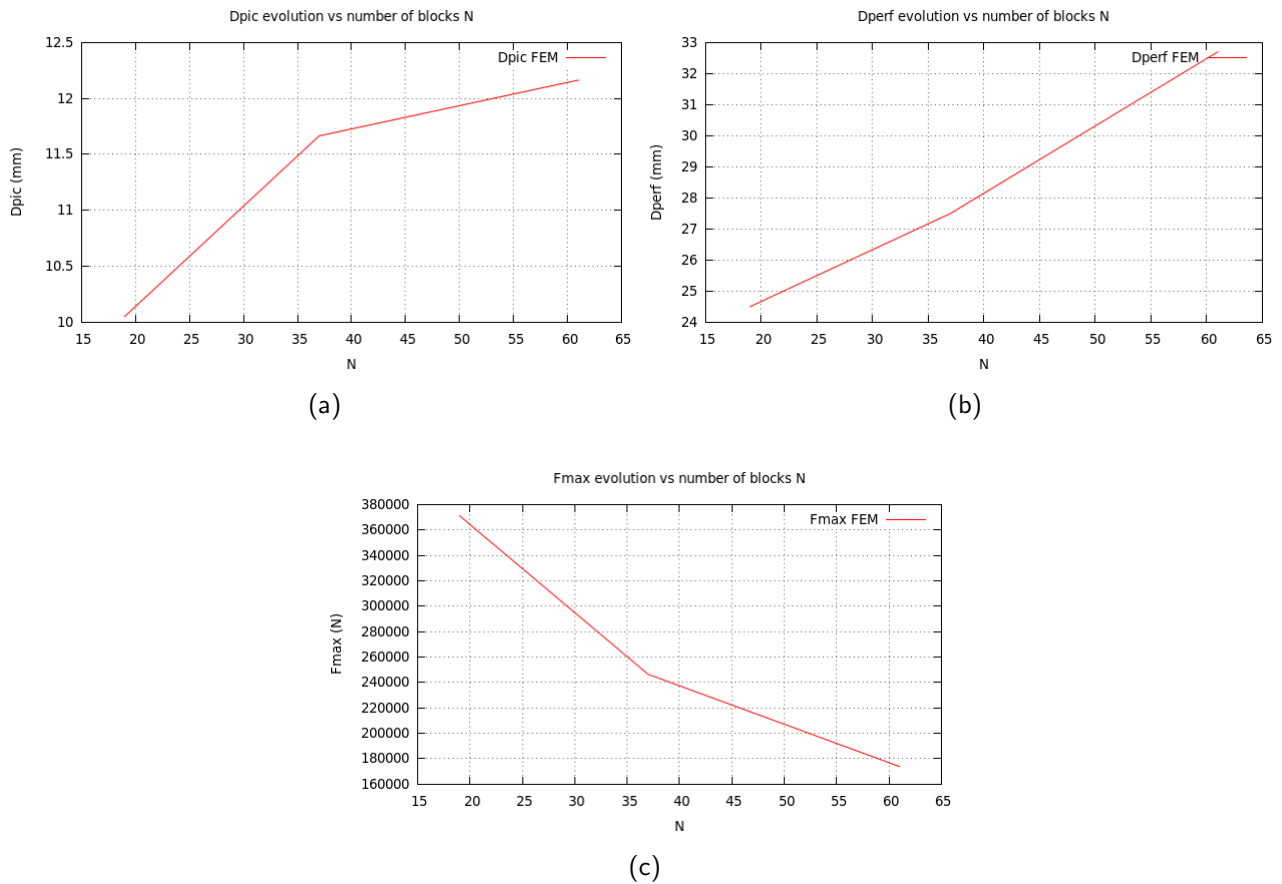 Dpic evolution vs number of blocks N
12.5
12
11.5
11
10.5
10
Dpic (mm)
Dpic FEM
15 20 25 30 35 40 45 50 55 60 65
N
(a)
Dperf evolution vs number of blocks N
33
32
31
30
29
28
27
26
25
24
Dperf (mm)
Dperf FEM
15 20 25 30 35 40 45 50 55 60 65
N
(b)
Fmax evolution vs number of blocks N
380000
360000
340000
320000
300000
280000
260000
240000
220000
200000
180000
160000
Fmax (N)
Fmax FEM
15 20 25 30 35 40 45 50 55 60 65
N
(c)